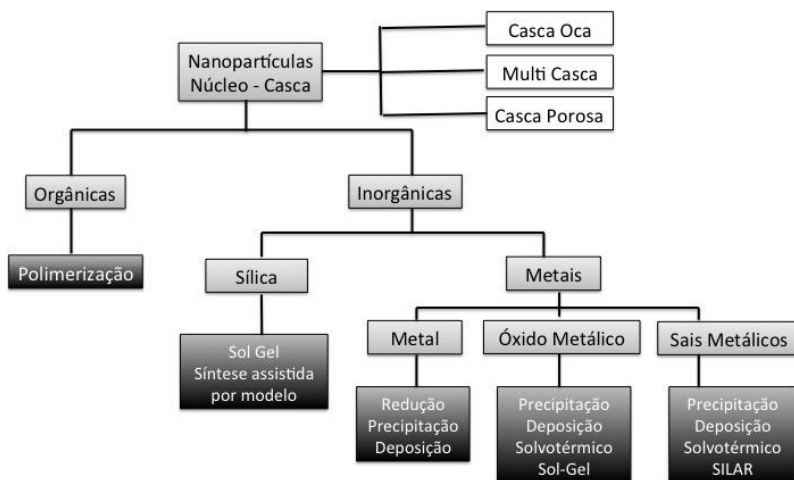 Nanopartículas
Núcleo - Casca
Casca Oca
Multi Casca
Casca Porosa
Orgânicas
Inorgânicas
Polimerização
Sílica
Metais
Sol Gel
Síntese assistida
por modelo
Metal
Óxido Metálico
Sais Metálicos
Redução
Precipitação
Deposição
Precipitação
Deposição
Solvotérmico
Sol-Gel
Precipitação
Deposição
Solvotérmico
SILAR